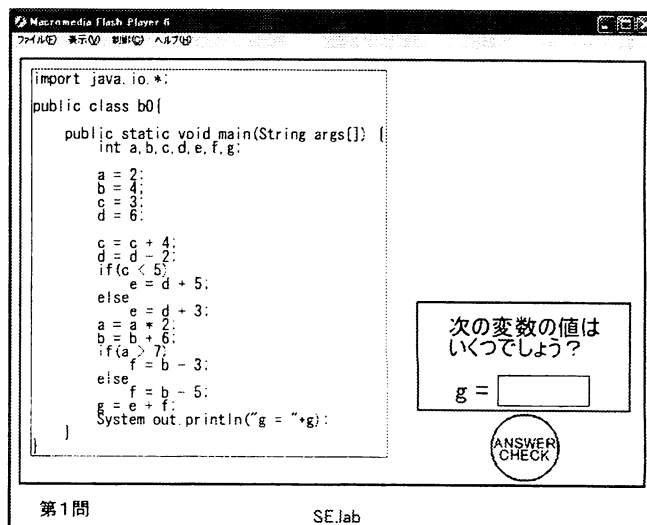 Macromedia Flash Player 6
ファイル(F) 表示(V) 制御(C) ヘルプ(H)
import java.io.*;
public class b0{
public static void main(String args[]) {
int a,b,c,d,e,f,g;
a = 2;
b = 4;
c = 3;
d = 6;
c = c + 4;
d = d - 2;
if(c < 5)
e = d + 5;
else
e = d + 3;
a = a * 2;
b = b + 6;
if(a > 7)
f = b - 3;
else
f = b - 5;
g = e + f;
System.out.println("g = "+g);
}
}
次の変数の値は
いくつでしょう？
g =
ANSWER
CHECK
第1問
SE.lab